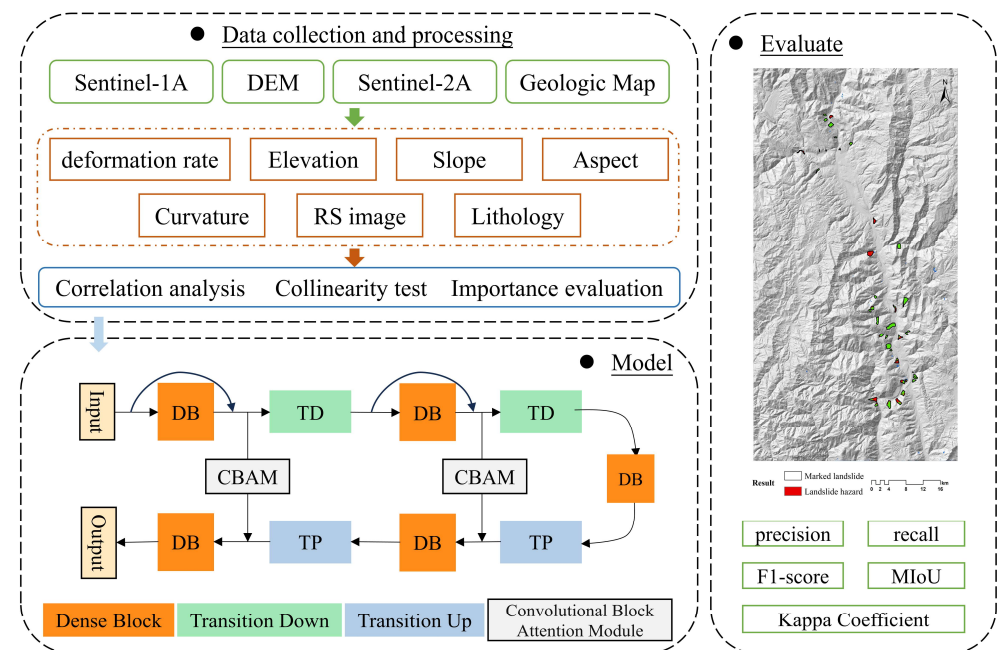 Data collection and processing
Sentinel-1A
DEM
Sentinel-2A
Geologic Map
deformation rate
Elevation
Slope
Aspect
Curvature
RS image
Lithology
Correlation analysis
Collinearity test
Importance evaluation
Model
Input
DB
TD
DB
TD
CBAM
CBAM
DB
Output
DB
TP
DB
TP
Dense Block
Transition Down
Transition Up
Convolutional Block
Attention Module
Evaluate
N
Result
Marked landslide
Landslide hazard
0 2 4 8 12 16
km
precision
recall
F1-score
MIoU
Kappa Coefficient